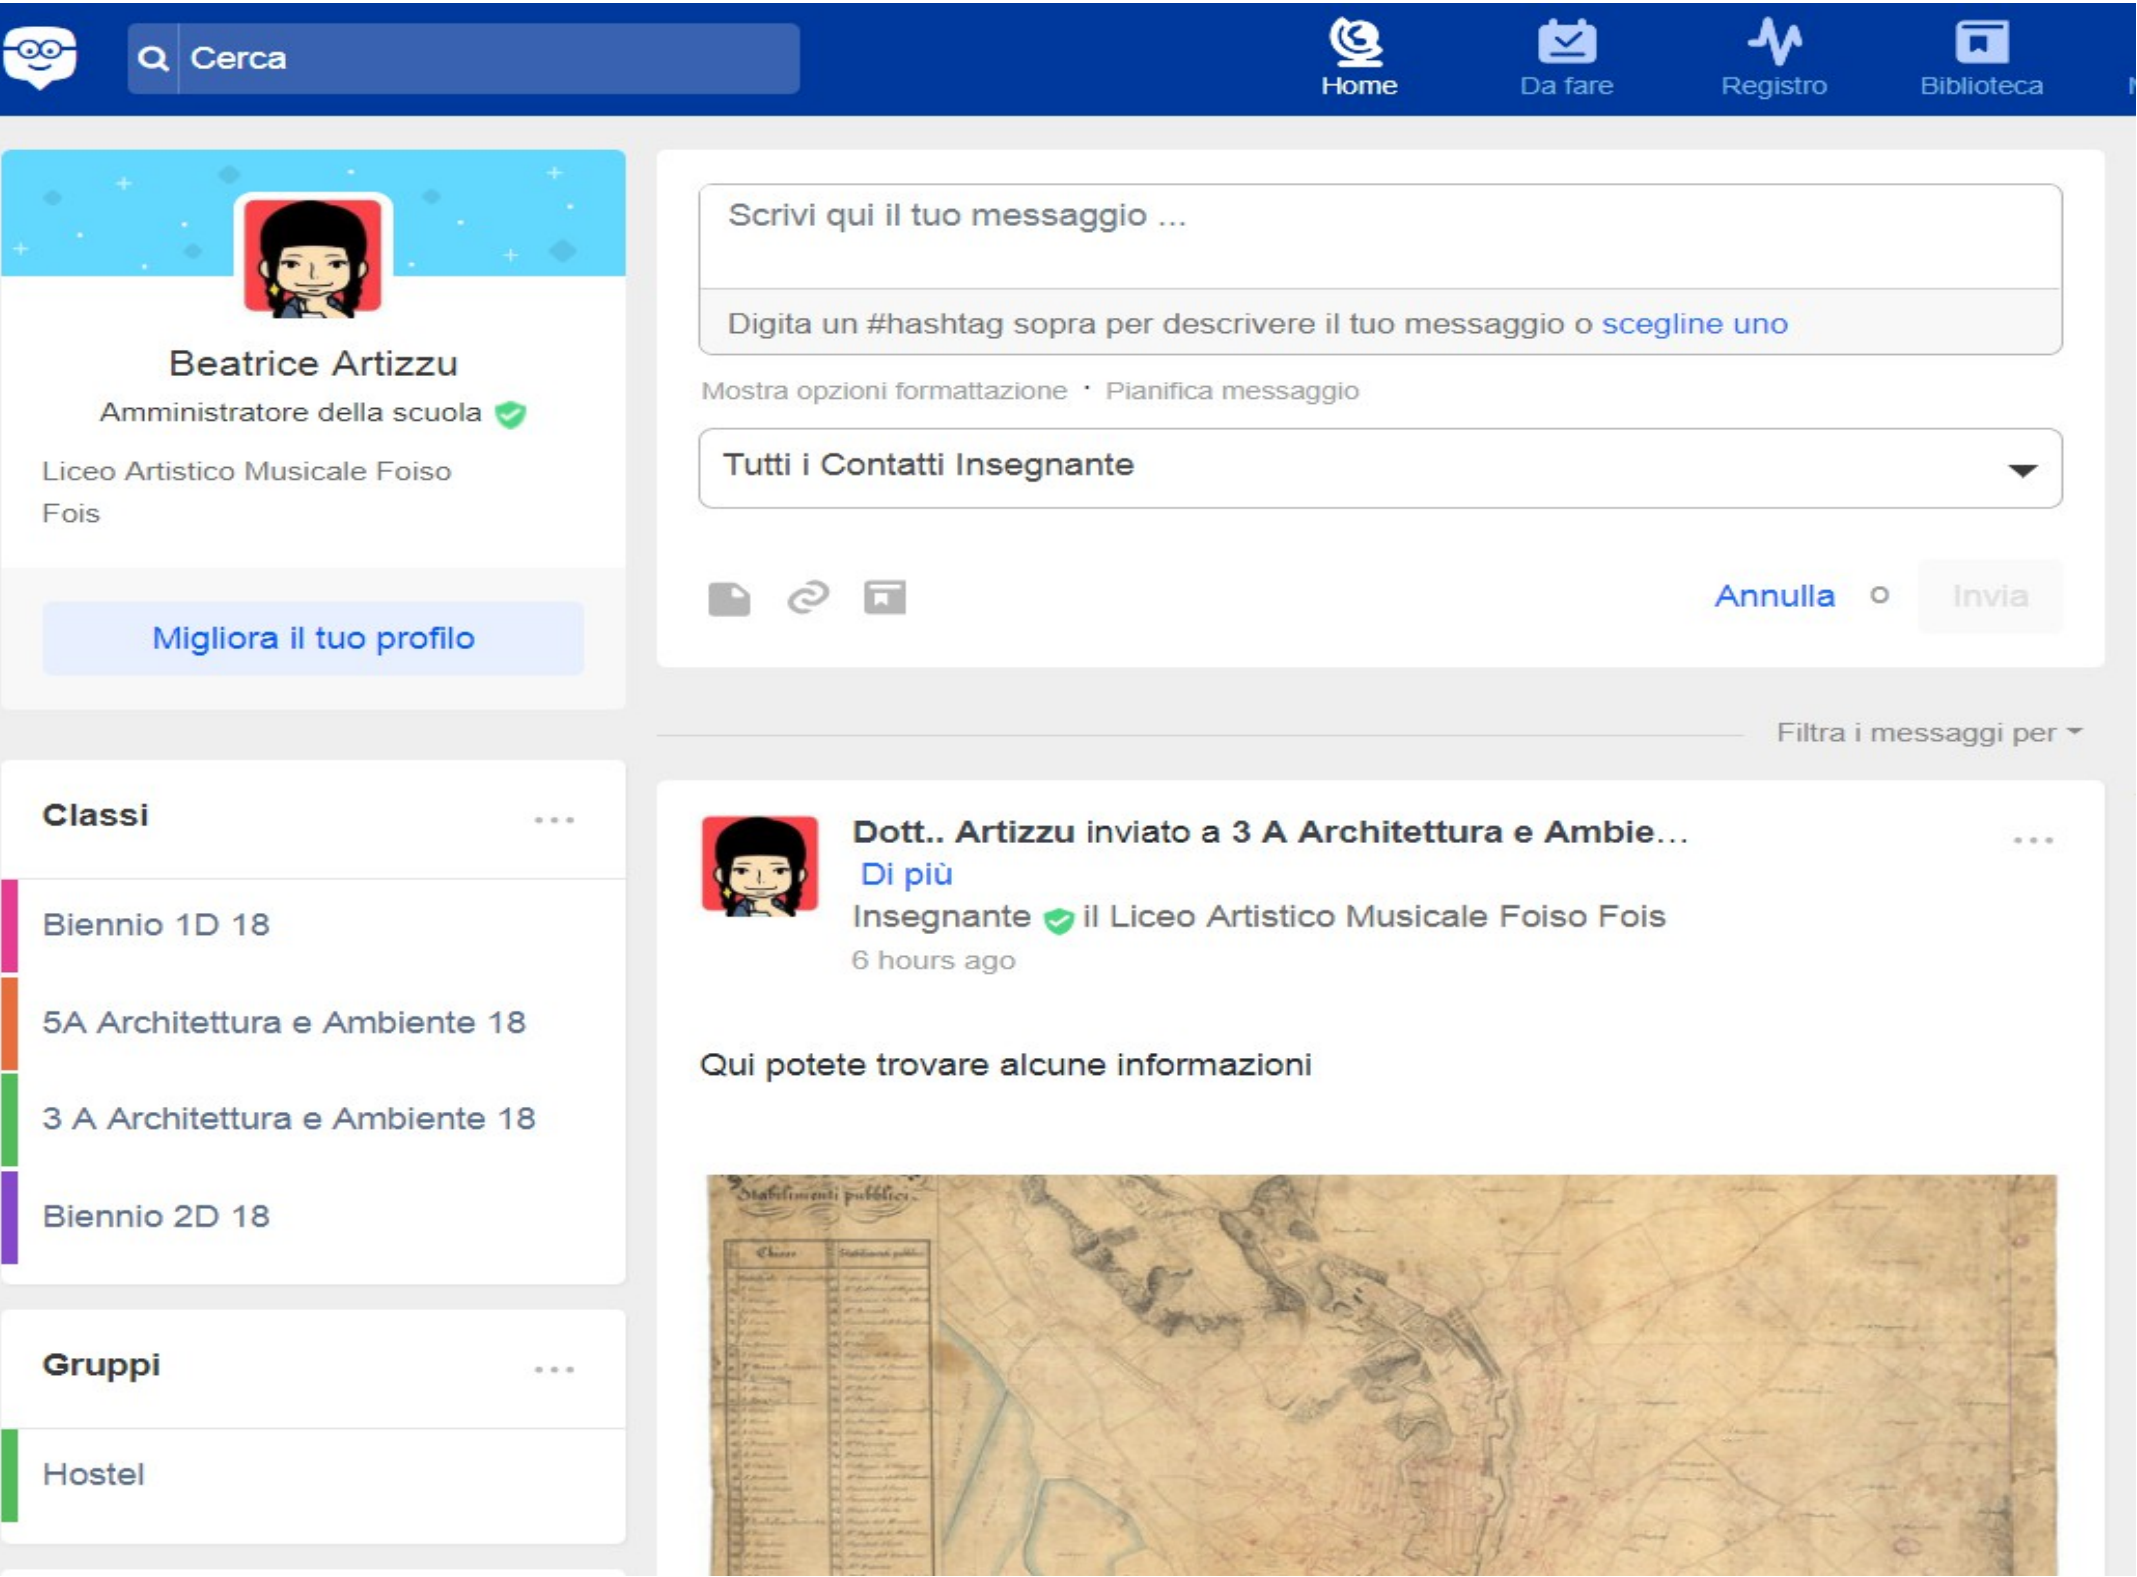 Cerca
Home
Da fare
Registro
Biblioteca
Beatrice Artizzu
Amministratore della scuola
Liceo Artistico Musicale Foiso
Fois
Migliora il tuo profilo
Classi
Biennio 1D 18
5A Architettura e Ambiente 18
3 A Architettura e Ambiente 18
Biennio 2D 18
Gruppi
Hostel
Scrivi qui il tuo messaggio ...
Digita un #hashtag sopra per descrivere il tuo messaggio o scegline uno
Mostra opzioni formattazione · Pianifica messaggio
Tutti i Contatti Insegnante
Annulla o Invia
Filtra i messaggi per
Dott.. Artizzu inviato a 3 A Architettura e Ambie...
Di più
Insegnante il Liceo Artistico Musicale Foiso Fois
6 hours ago
Qui potete trovare alcune informazioni
Stabilimenti pubblici
Chiese